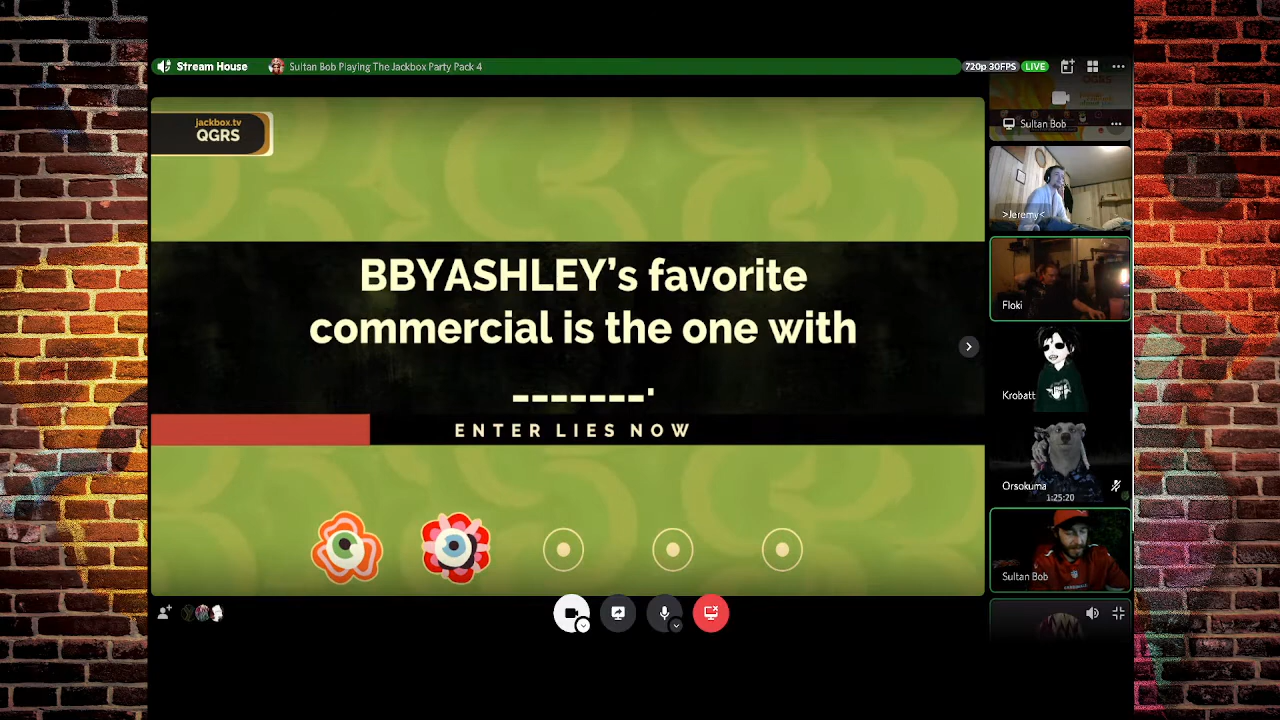 Stream House
Sultan Bob Playing The Jackbox Party Pack 4
720p 30FPS LIVE
jackbox.tv
QGRS
Sultan Bob
>Jeremy<
BBYASHLEY's favorite
commercial is the one with
_______.
ENTER LIES NOW
Floki
Krobatt
Orsokuma
1:25:20
Sultan Bob